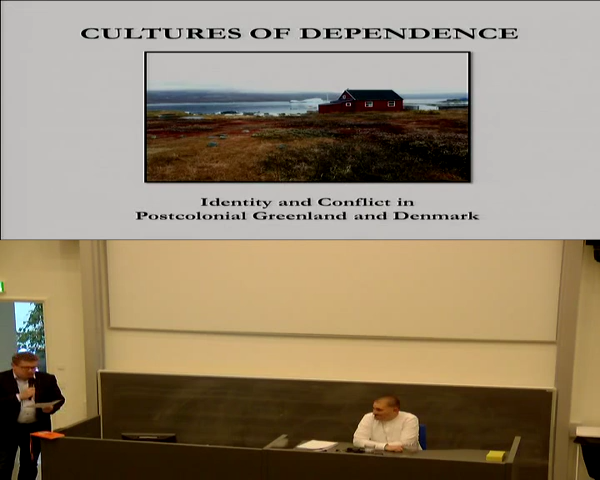 CULTURES OF DEPENDENCE
Identity and Conflict in
Postcolonial Greenland and Denmark